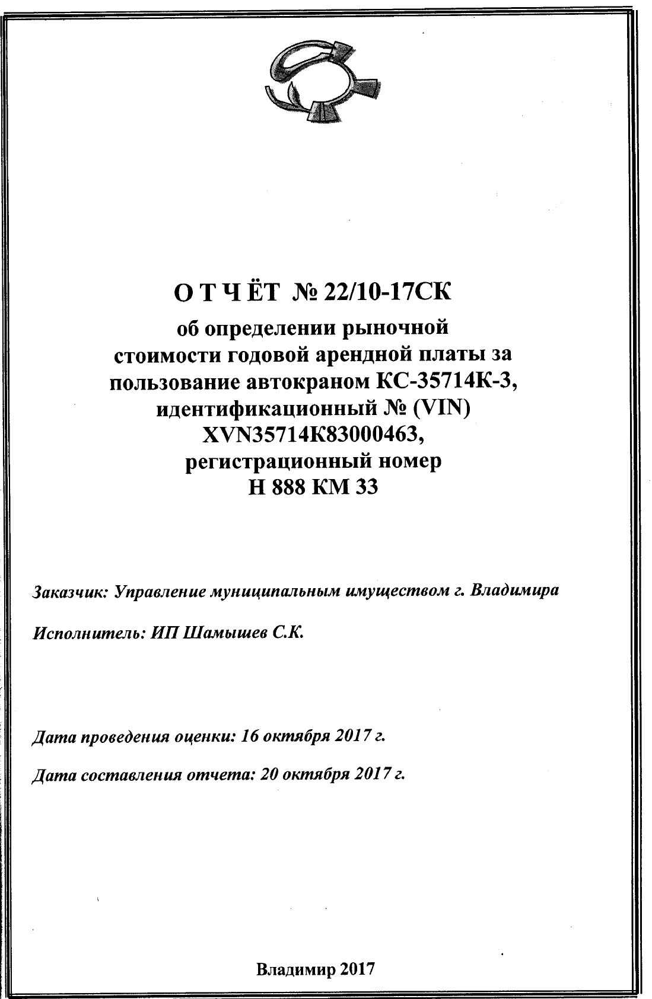 О Т Ч Ё Т № 22/10-17СК
об определении рыночной
стоимости годовой арендной платы за
пользование автокраном КС-35714К-3,
идентификационный № (VIN)
XVN35714K83000463,
регистрационный номер
Н 888 КМ 33
Заказчик: Управление муниципальным имуществом г. Владимира
Исполнитель: ИП Шамышев С.К.
Дата проведения оценки: 16 октября 2017 г.
Дата составления отчета: 20 октября 2017 г.
Владимир 2017